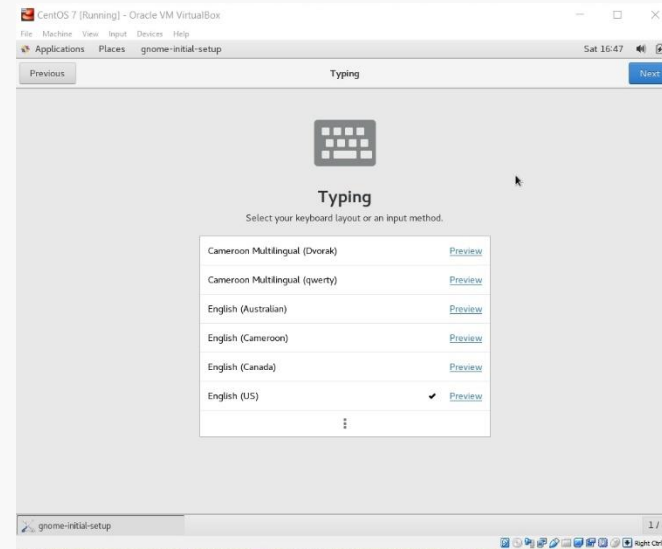 CentOS 7 [Running] - Oracle VM VirtualBox
File Machine View Input Devices Help
Applications Places gnome-initial-setup Sat 16:47
Previous Typing Next
Typing
Select your keyboard layout or an input method.
Cameroon Multilingual (Dvorak) Preview
Cameroon Multilingual (qwerty) Preview
English (Australian) Preview
English (Cameroon) Preview
English (Canada) Preview
English (US) Preview
gnome-initial-setup 1 /
Right Ctrl